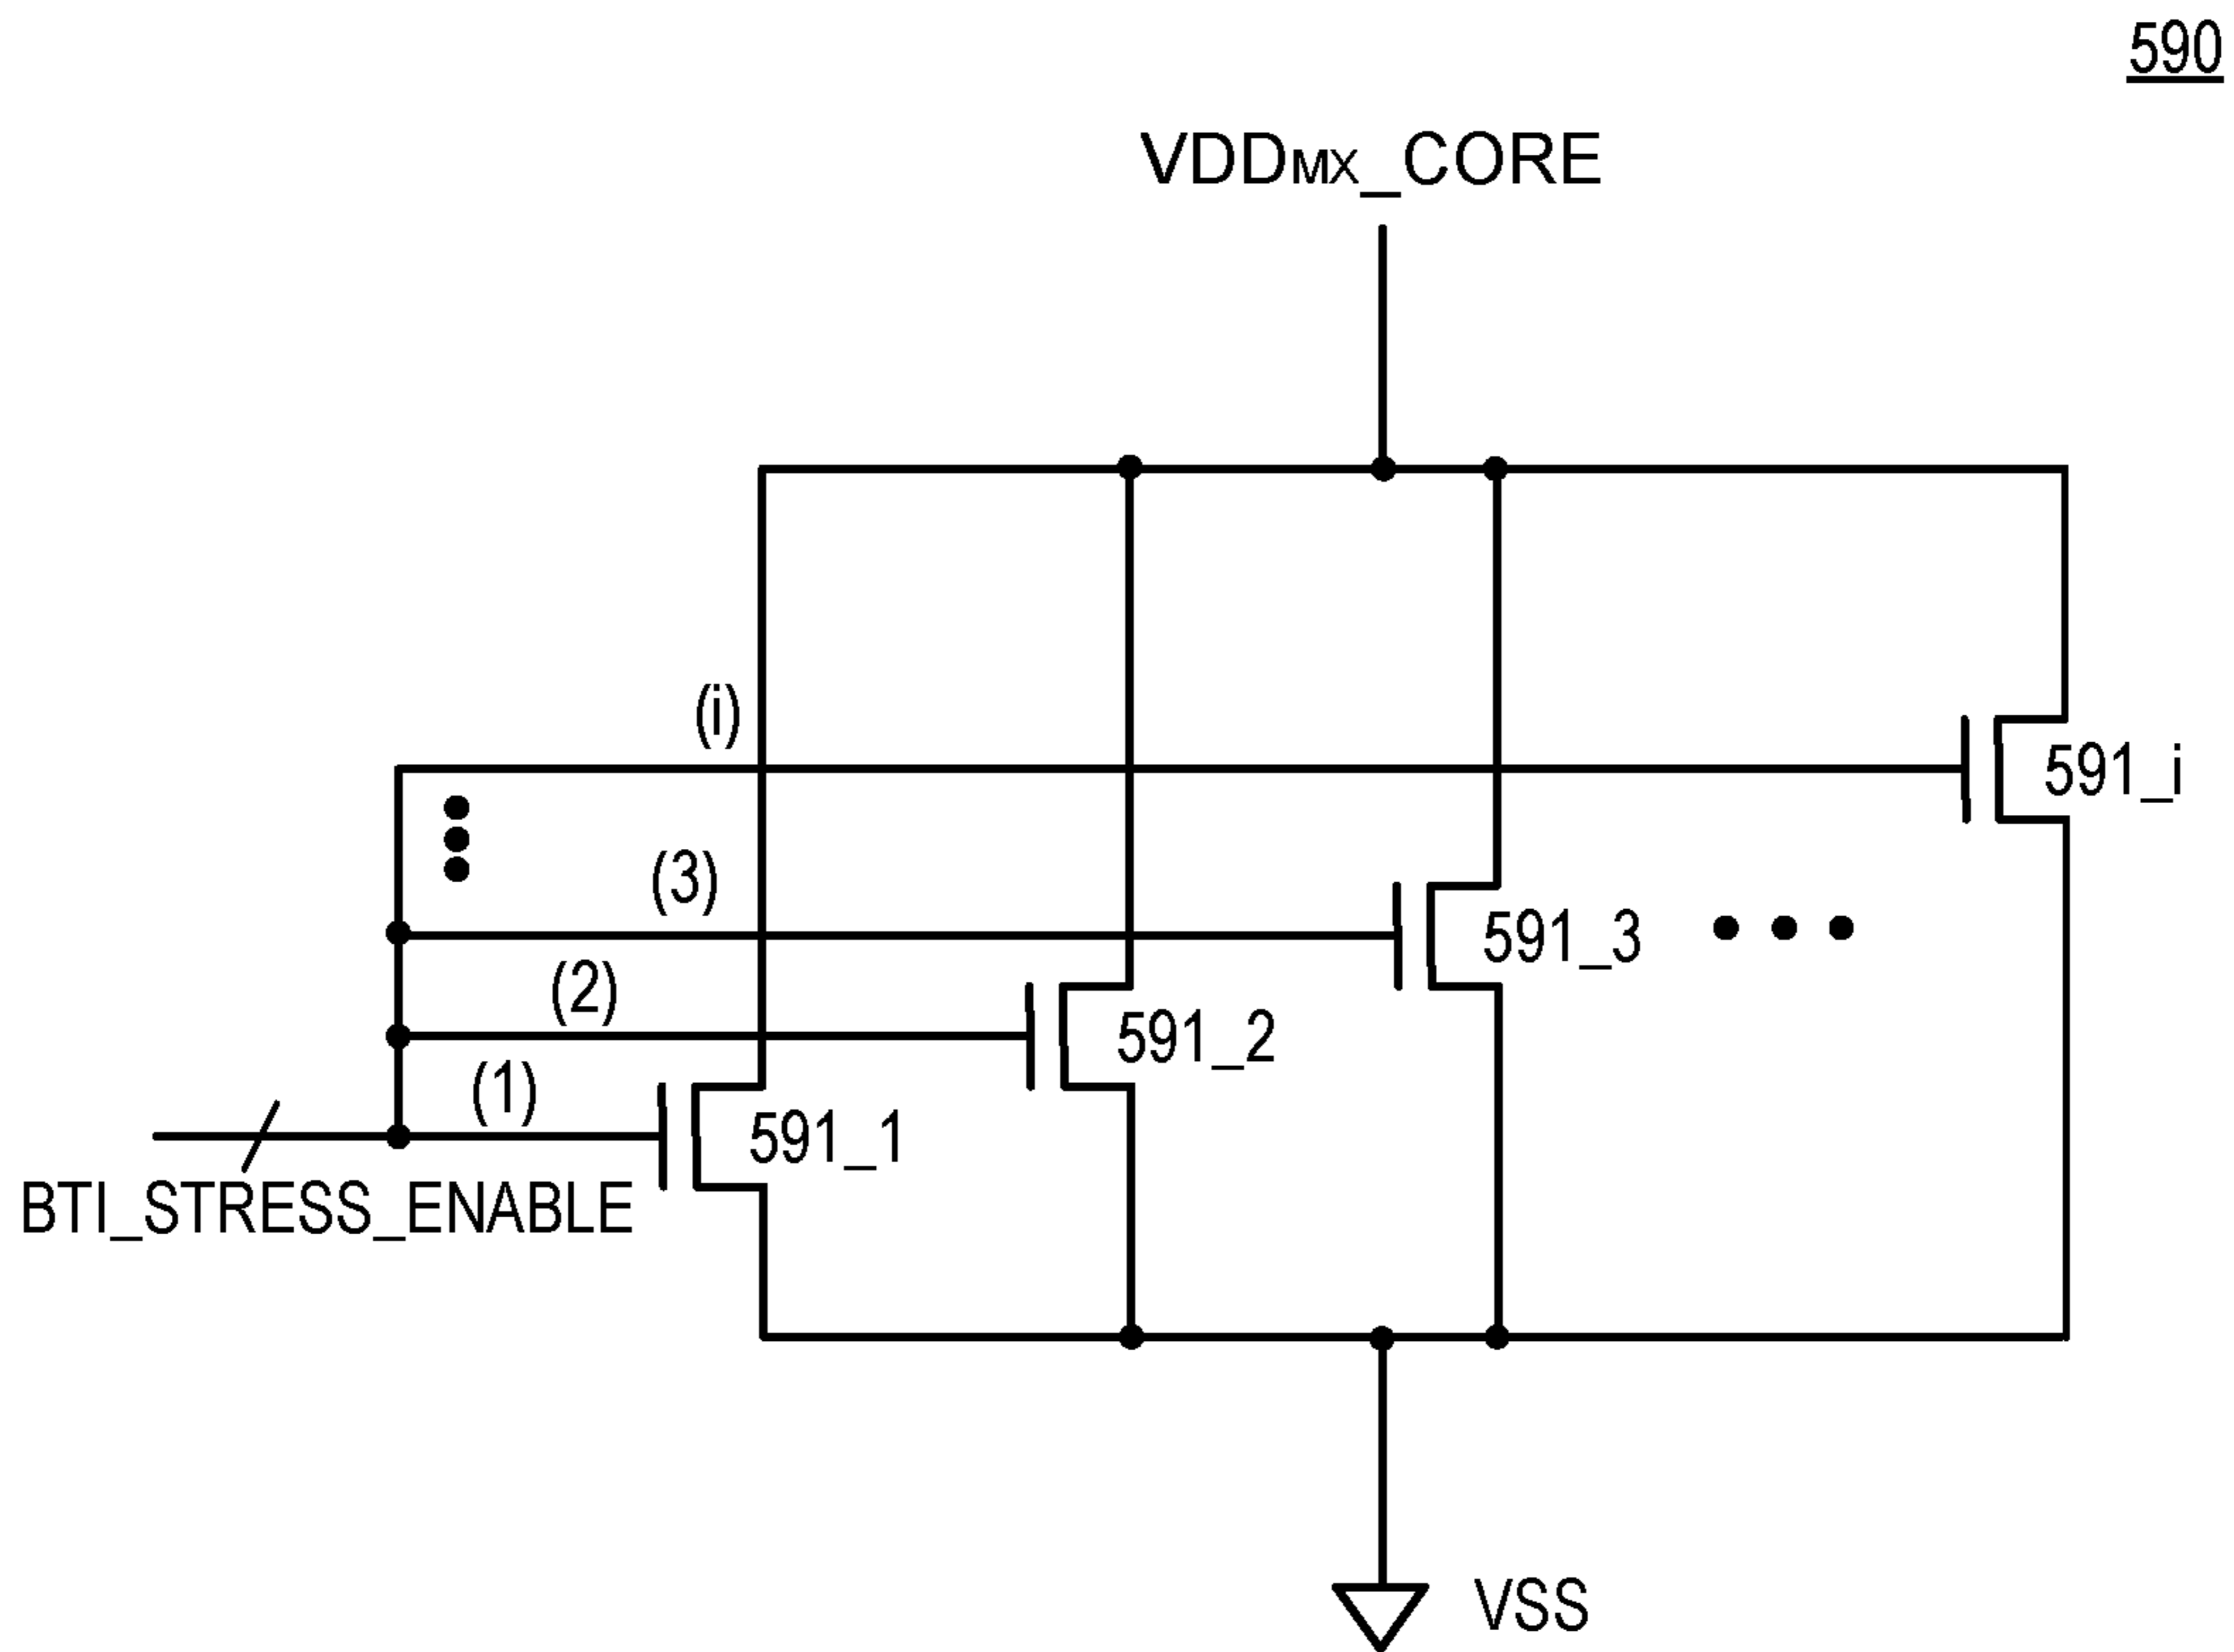 590
VDDMX_CORE
(i)
591_i
(3)
591_3
(2)
591_2
(1)
591_1
BTI_STRESS_ENABLE
VSS